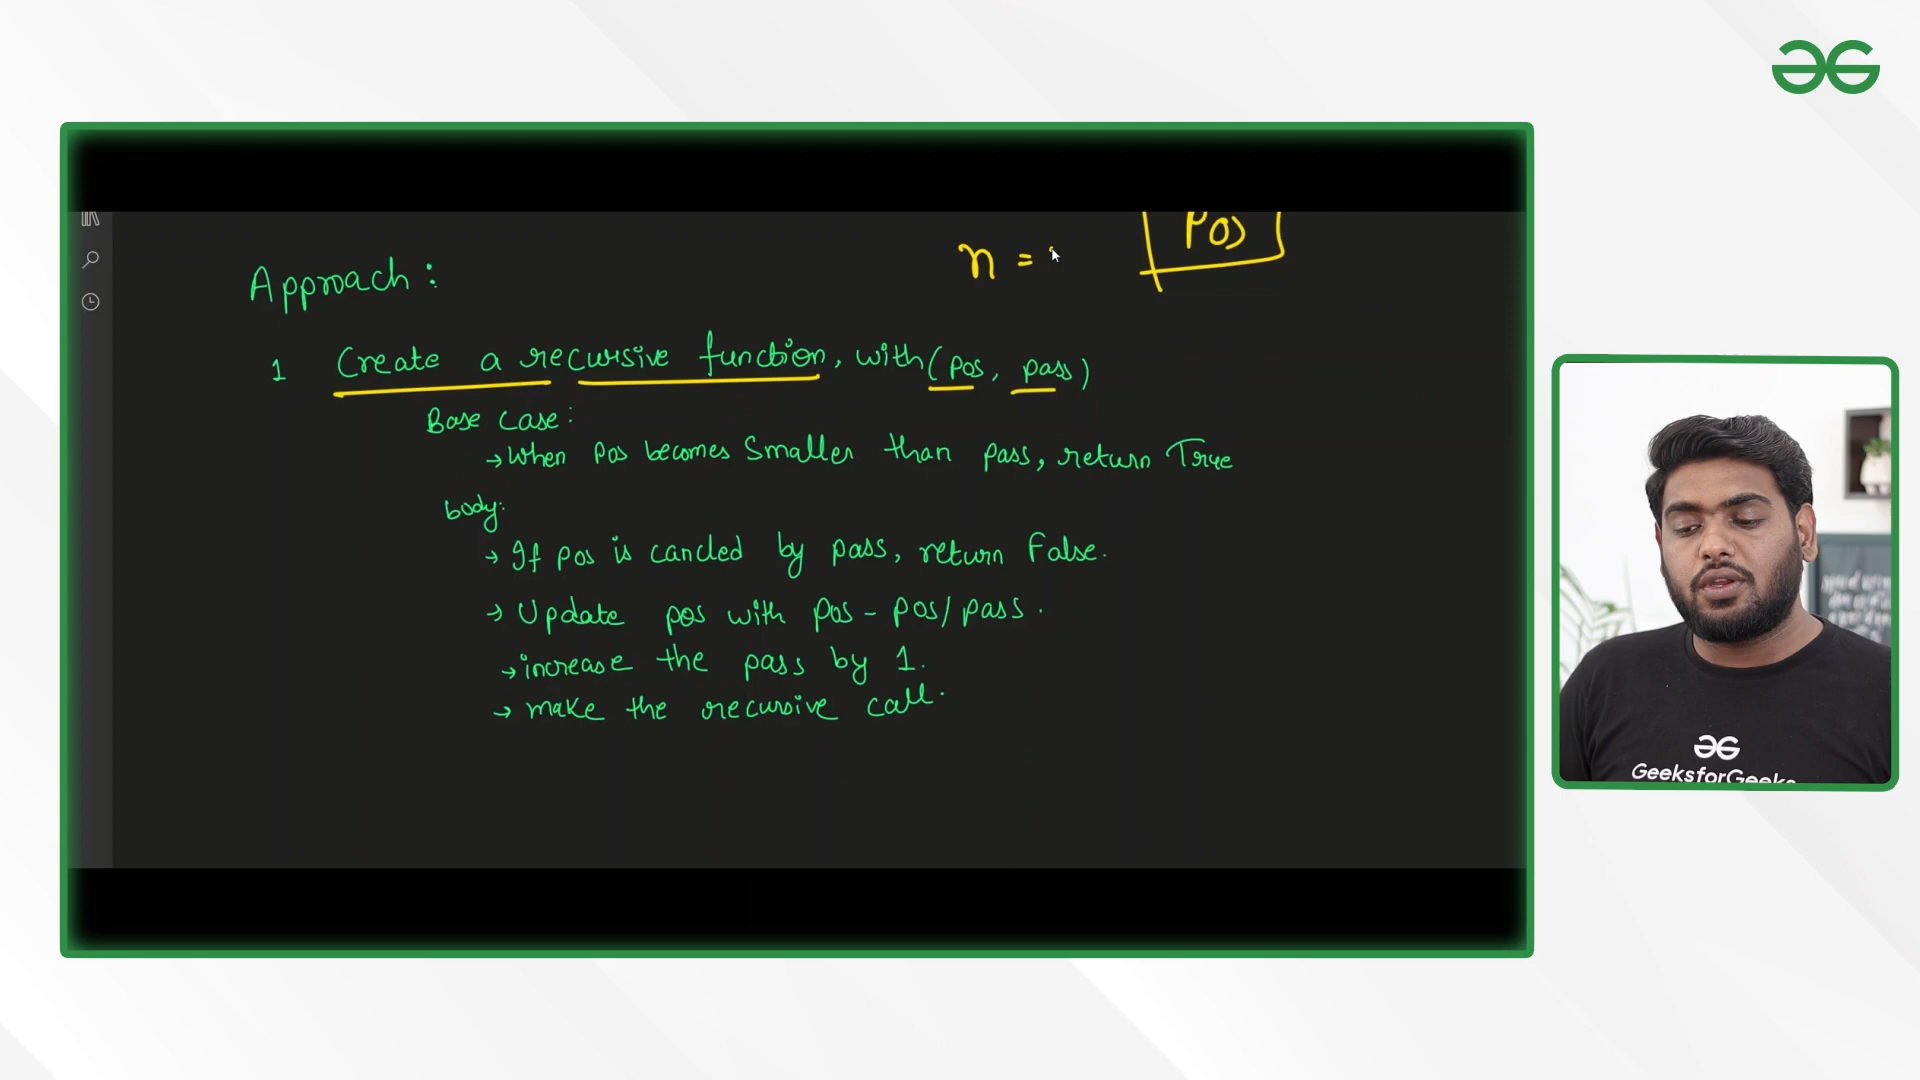 Pos
n =
Approach :
1 Create a recursive function, with (pos, pass)
Base case :
→ When Pos becomes Smaller than pass, return True
body:
→ If pos is cancled by pass, return False.
→ Update pos with pos - pos/pass.
→ increase the pass by 1.
→ make the recursive call.
GeeksforGeeks